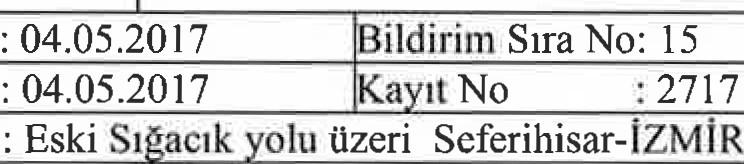 : 04.05.2017 Bildirim Sıra No: 15
: 04.05.2017 Kayıt No : 2717
: Eski Sığacık yolu üzeri Seferihisar-İZMİR